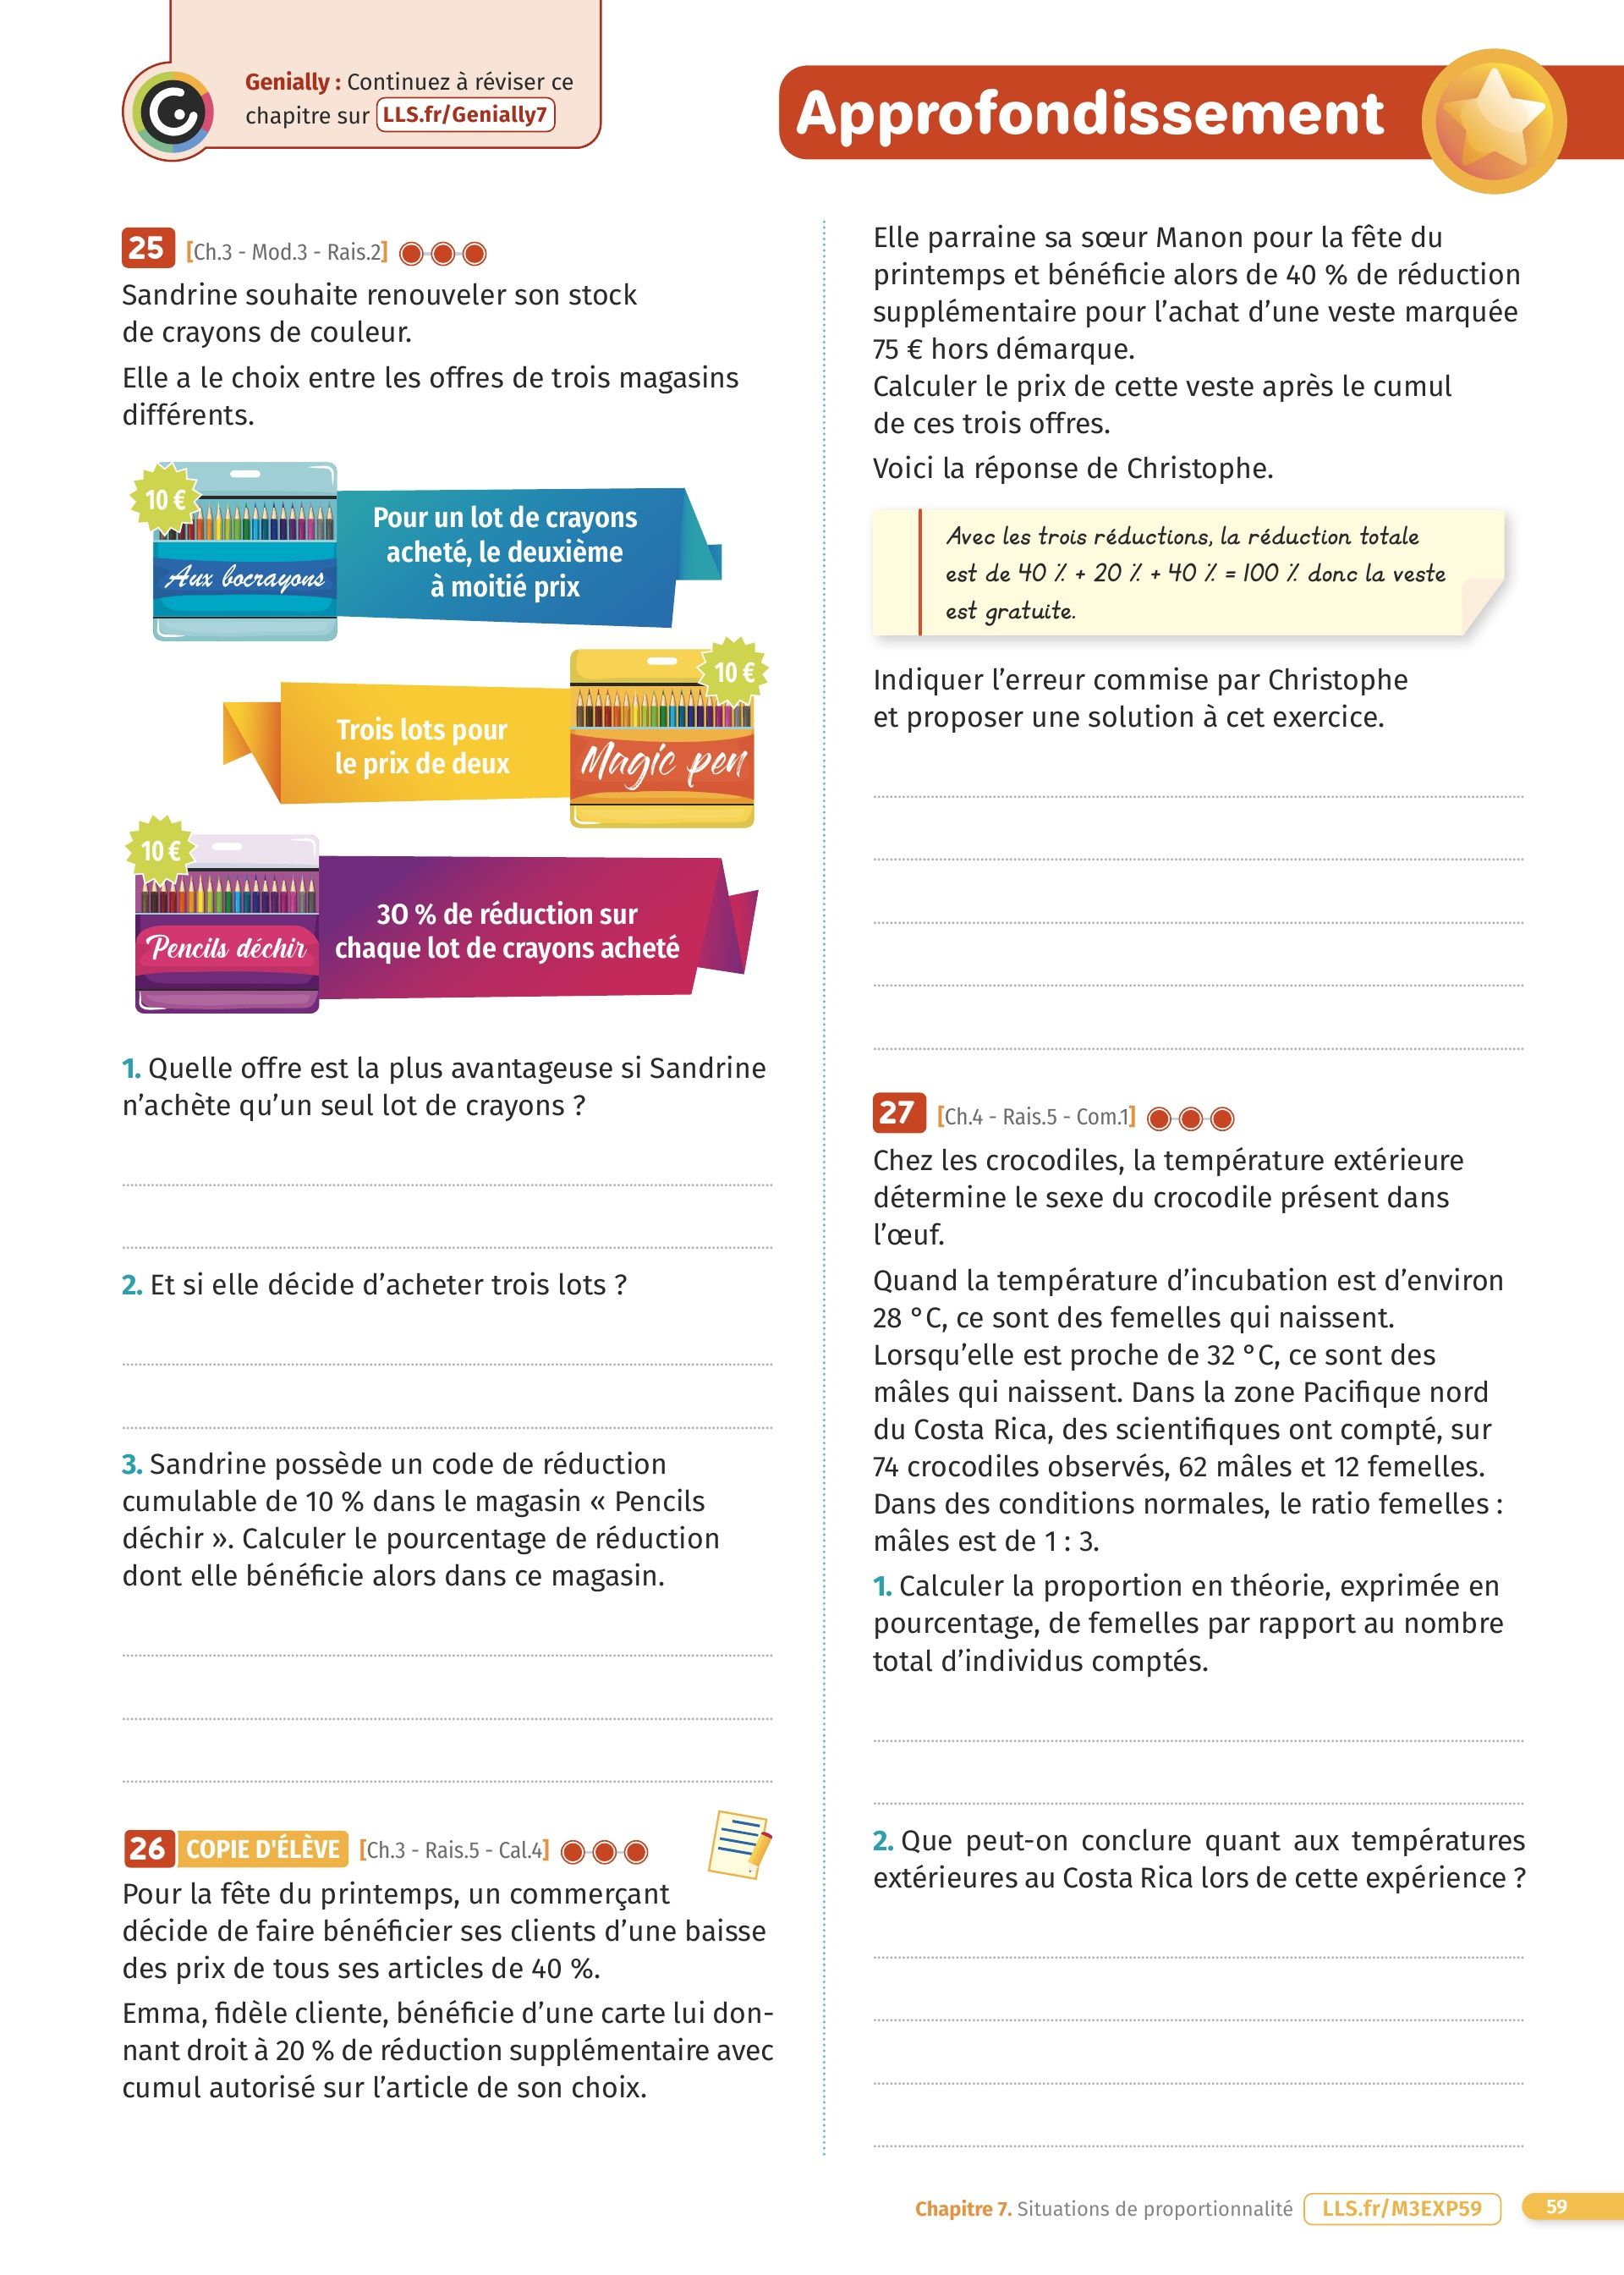 Genially : Continuez à réviser ce
chapitre sur LLS.fr/Genially7
Approfondissement
25 [Ch.3 - Mod.3 - Rais.2]
Sandrine souhaite renouveler son stock
de crayons de couleur.
Elle a le choix entre les offres de trois magasins
différents.
10 €
Aux bocrayons
Pour un lot de crayons
acheté, le deuxième
à moitié prix
10 €
Trois lots pour
le prix de deux
Magic pen
10 €
Pencils déchir
30 % de réduction sur
chaque lot de crayons acheté
1. Quelle offre est la plus avantageuse si Sandrine
n'achète qu'un seul lot de crayons ?
2. Et si elle décide d'acheter trois lots ?
3. Sandrine possède un code de réduction
cumulable de 10 % dans le magasin « Pencils
déchir ». Calculer le pourcentage de réduction
dont elle bénéficie alors dans ce magasin.
26 COPIE D'ÉLÈVE [Ch.3 - Rais.5 - Cal.4]
Pour la fête du printemps, un commerçant
décide de faire bénéficier ses clients d'une baisse
des prix de tous ses articles de 40 %.
Emma, fidèle cliente, bénéficie d'une carte lui don-
nant droit à 20 % de réduction supplémentaire avec
cumul autorisé sur l'article de son choix.
Elle parraine sa sœur Manon pour la fête du
printemps et bénéficie alors de 40 % de réduction
supplémentaire pour l'achat d'une veste marquée
75 € hors démarque.
Calculer le prix de cette veste après le cumul
de ces trois offres.
Voici la réponse de Christophe.
Avec les trois réductions, la réduction totale
est de 40 % + 20 % + 40 % = 100 % donc la veste
est gratuite.
Indiquer l'erreur commise par Christophe
et proposer une solution à cet exercice.
27 [Ch.4 - Rais.5 - Com.1]
Chez les crocodiles, la température extérieure
détermine le sexe du crocodile présent dans
l'œuf.
Quand la température d'incubation est d'environ
28 °C, ce sont des femelles qui naissent.
Lorsqu'elle est proche de 32 °C, ce sont des
mâles qui naissent. Dans la zone Pacifique nord
du Costa Rica, des scientifiques ont compté, sur
74 crocodiles observés, 62 mâles et 12 femelles.
Dans des conditions normales, le ratio femelles :
mâles est de 1 : 3.
1. Calculer la proportion en théorie, exprimée en
pourcentage, de femelles par rapport au nombre
total d'individus comptés.
2. Que peut-on conclure quant aux températures
extérieures au Costa Rica lors de cette expérience ?
Chapitre 7. Situations de proportionnalité LLS.fr/M3EXP59 59